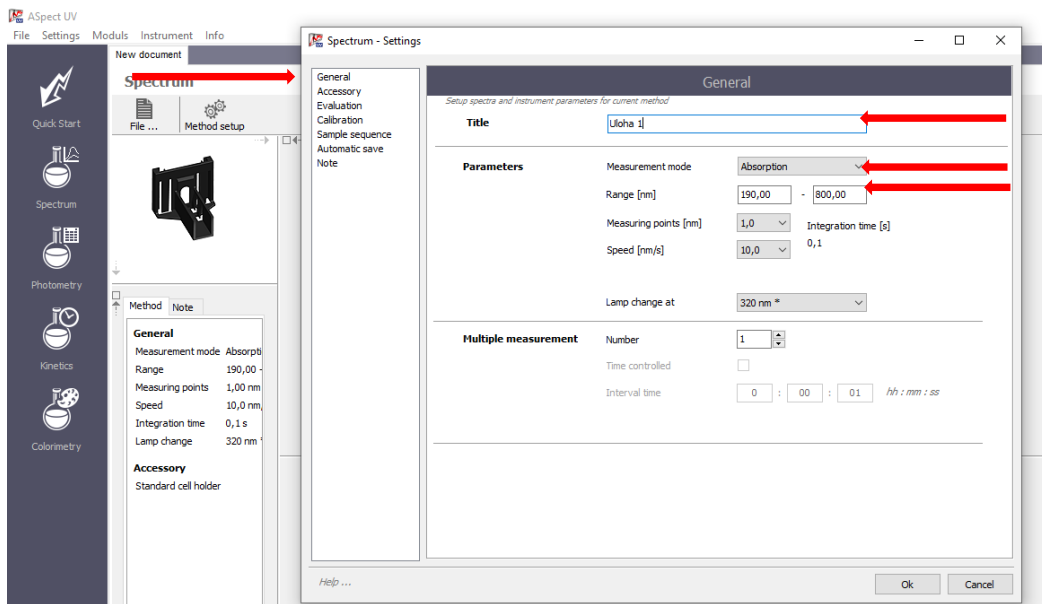 ASpect UV
File Settings Moduls Instrument Info
New document
Spectrum
File ... Method setup
Quick Start
Spectrum
Photometry
Kinetics
Colorimetry
Method Note
General
Measurement mode Absorpti
Range 190,00 -
Measuring points 1,00 nm
Speed 10,0 nm,
Integration time 0,1 s
Lamp change 320 nm *
Accessory
Standard cell holder
Spectrum - Settings
General
Accessory
Evaluation
Calibration
Sample sequence
Automatic save
Note
General
Setup spectra and instrument parameters for current method
Title Uloha 1
Parameters Measurement mode Absorption
Range [nm] 190,00 - 800,00
Measuring points [nm] 1,0 Integration time [s]
Speed [nm/s] 10,0 0,1
Lamp change at 320 nm *
Multiple measurement Number 1
Time controlled
Interval time 0 : 00 : 01 hh : mm : ss
Help ...
Ok Cancel